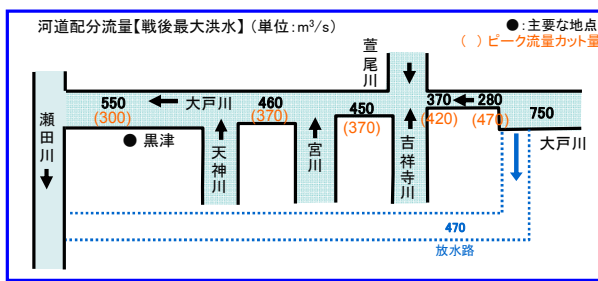 河道配分流量【戦後最大洪水】（単位：m³/s）
●：主要な地点
（ ）ピーク流量カット量
萱尾川
550
(300)
大戸川
460
(370)
450
(370)
370
(420)
280
(470)
750
大戸川
瀬田川
黒津
天神川
宮川
吉祥寺川
470
放水路